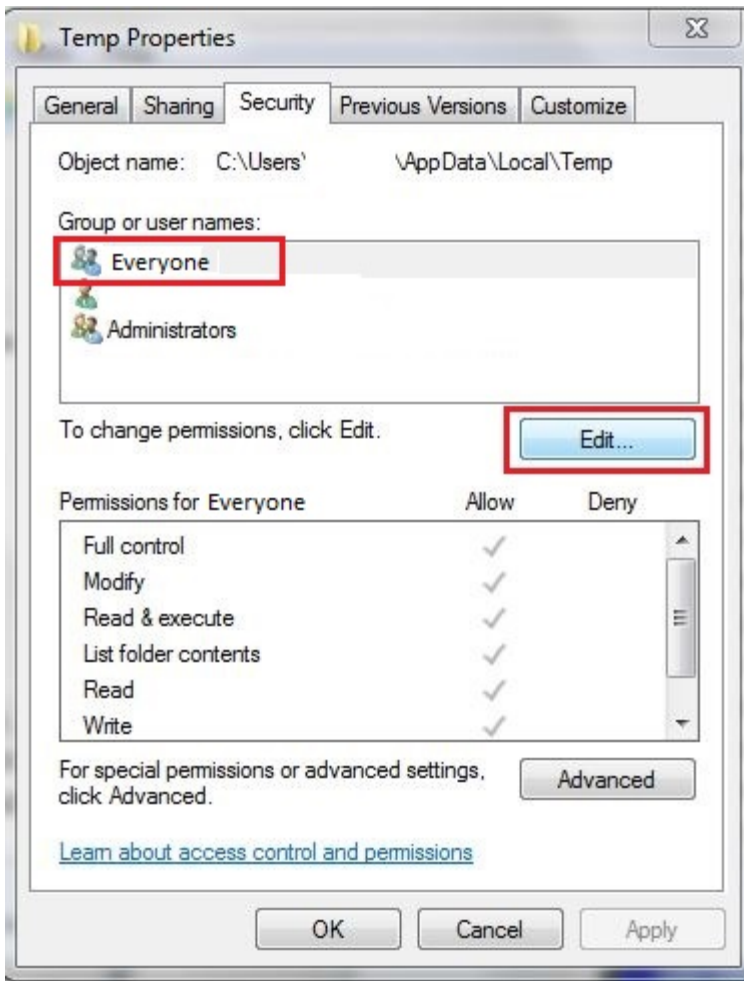 Temp Properties
General Sharing Security Previous Versions Customize
Object name: C:\Users\ \AppData\Local\Temp
Group or user names:
Everyone
Administrators
To change permissions, click Edit.
Edit...
Permissions for Everyone Allow Deny
Full control
Modify
Read & execute
List folder contents
Read
Write
For special permissions or advanced settings,
click Advanced.
Advanced
Learn about access control and permissions
OK Cancel Apply